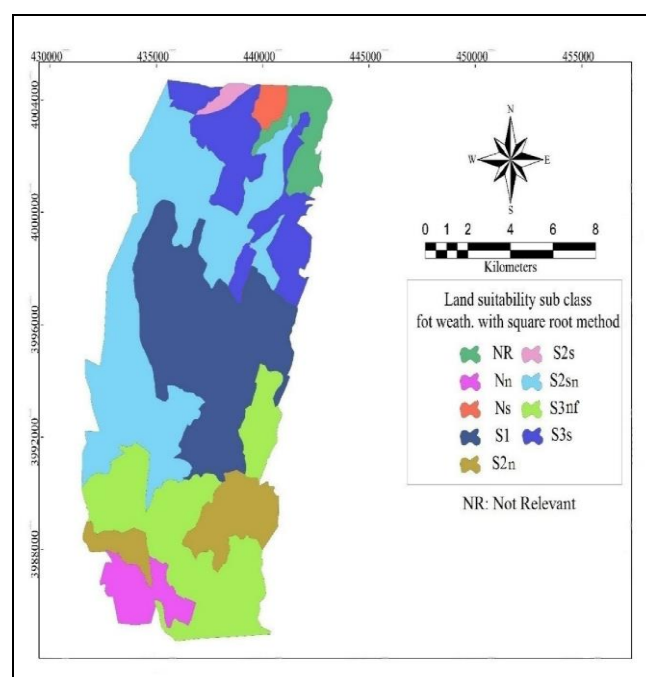 430000 435000 440000 445000 450000 455000
4004000
4000000
3996000
3992000
3988000
N
W E
S
0 1 2 4 6 8
Kilometers
Land suitability sub class
fot weath. with square root method
NR S2s
Nn S2sn
Ns S3nf
S1 S3s
S2n
NR: Not Relevant